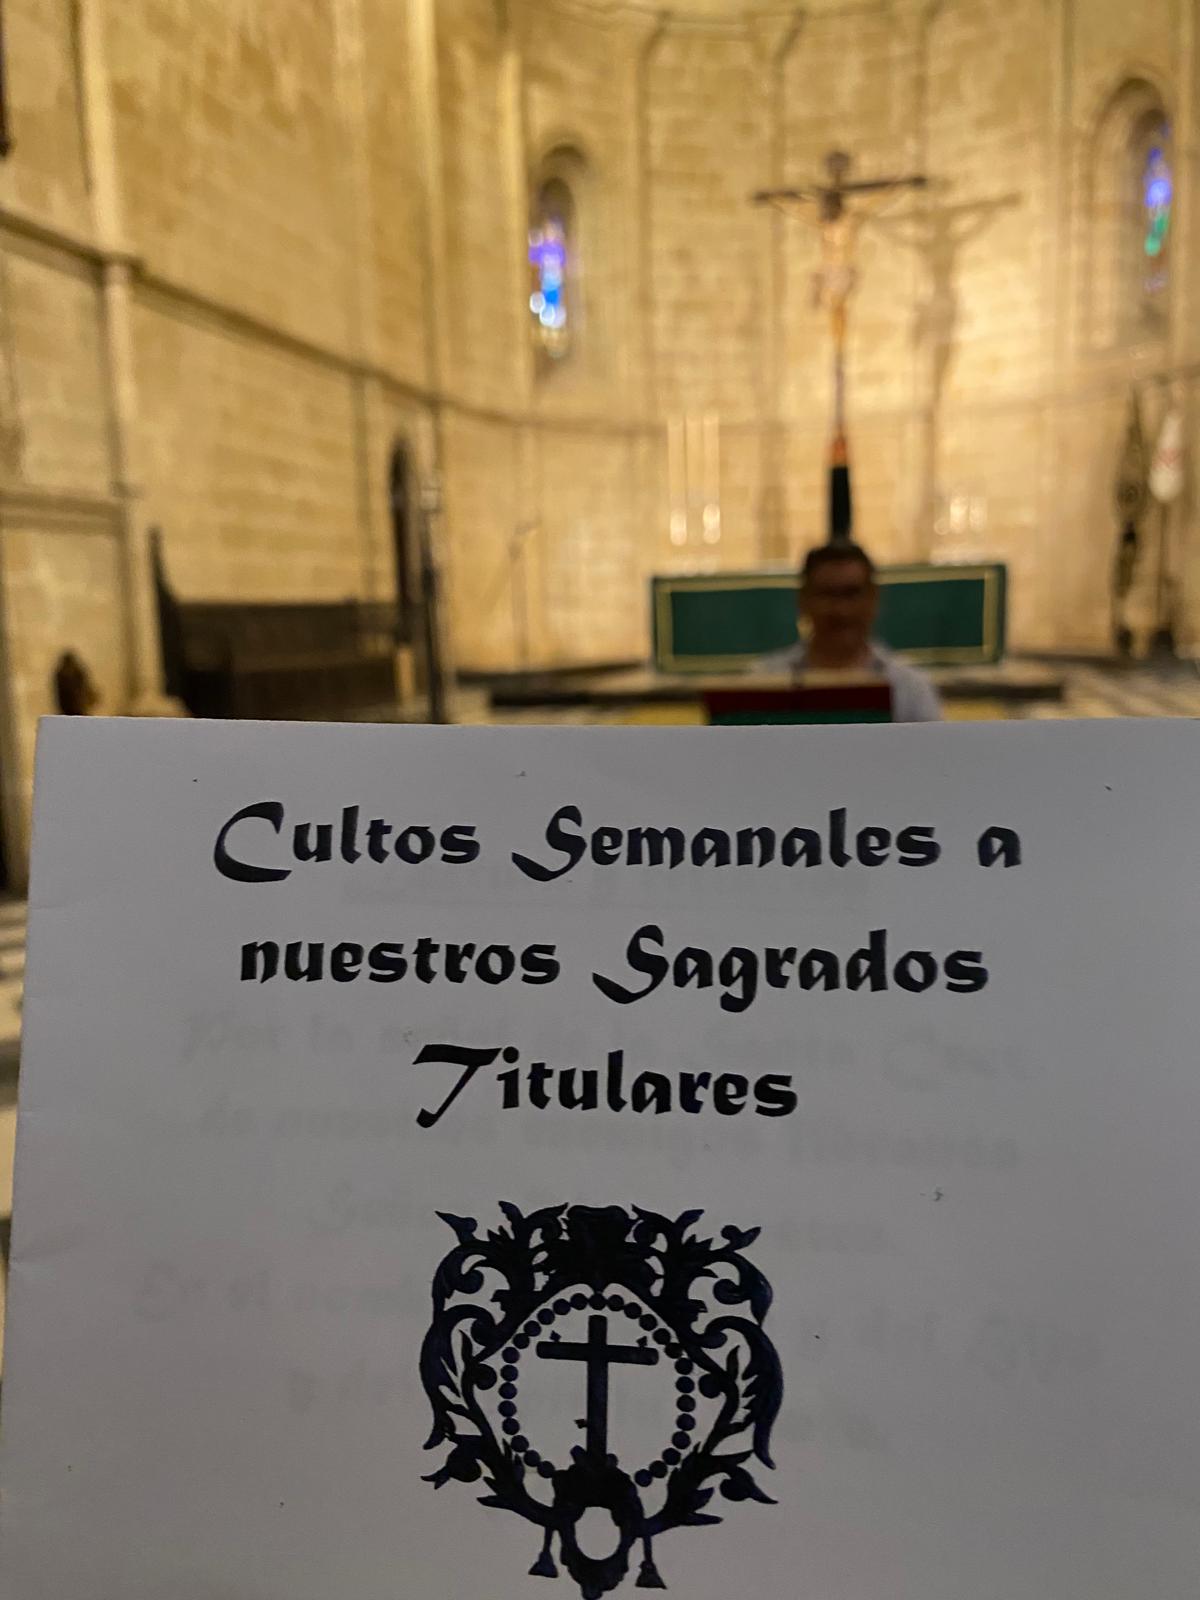 Cultos Semanales a
nuestros Sagrados
Titulares